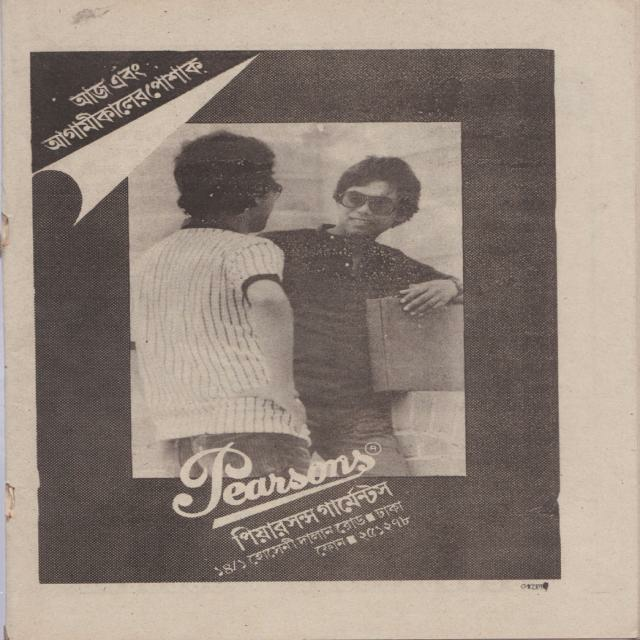 আজ এবং
আগামীকালের পোশাক
Pearsons ®
পিয়ারসন্স গার্মেন্টস
১৪/১ হোসেনী দালান রোড ■ ঢাকা
ফোন ■ ২৫১২৭৮